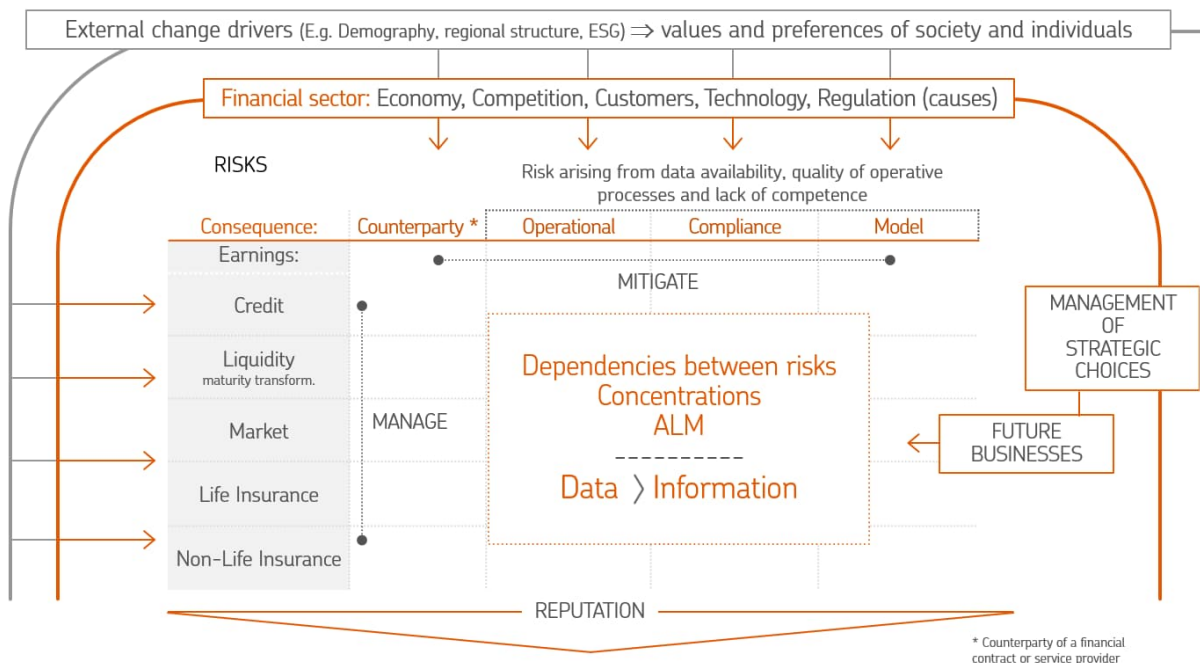 External change drivers (E.g. Demography, regional structure, ESG) ⇒ values and preferences of society and individuals
Financial sector: Economy, Competition, Customers, Technology, Regulation (causes)
RISKS
Risk arising from data availability, quality of operative
processes and lack of competence
Consequence: Counterparty * Operational Compliance Model
Earnings:
MITIGATE
Credit
Liquidity
maturity transform.
Market
Life Insurance
Non-Life Insurance
MANAGE
Dependencies between risks
Concentrations
ALM
Data 〉Information
MANAGEMENT
OF
STRATEGIC
CHOICES
FUTURE
BUSINESSES
REPUTATION
* Counterparty of a financial
contract or service provider